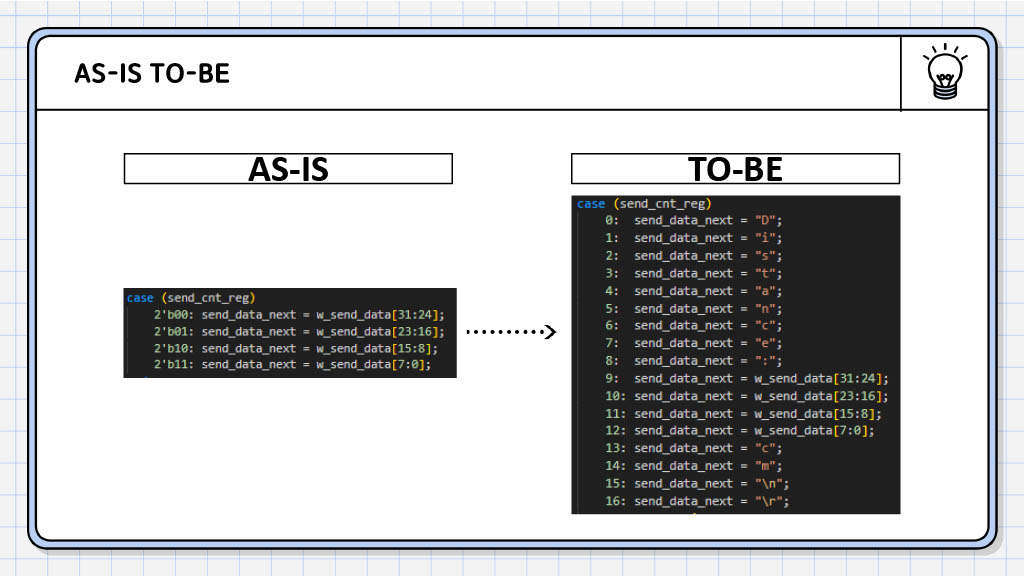 AS-IS TO-BE
AS-IS
case (send_cnt_reg)
2'b00: send_data_next = w_send_data[31:24];
2'b01: send_data_next = w_send_data[23:16];
2'b10: send_data_next = w_send_data[15:8];
2'b11: send_data_next = w_send_data[7:0];
TO-BE
case (send_cnt_reg)
0: send_data_next = "D";
1: send_data_next = "i";
2: send_data_next = "s";
3: send_data_next = "t";
4: send_data_next = "a";
5: send_data_next = "n";
6: send_data_next = "c";
7: send_data_next = "e";
8: send_data_next = ":";
9: send_data_next = w_send_data[31:24];
10: send_data_next = w_send_data[23:16];
11: send_data_next = w_send_data[15:8];
12: send_data_next = w_send_data[7:0];
13: send_data_next = "c";
14: send_data_next = "m";
15: send_data_next = "\n";
16: send_data_next = "\r";